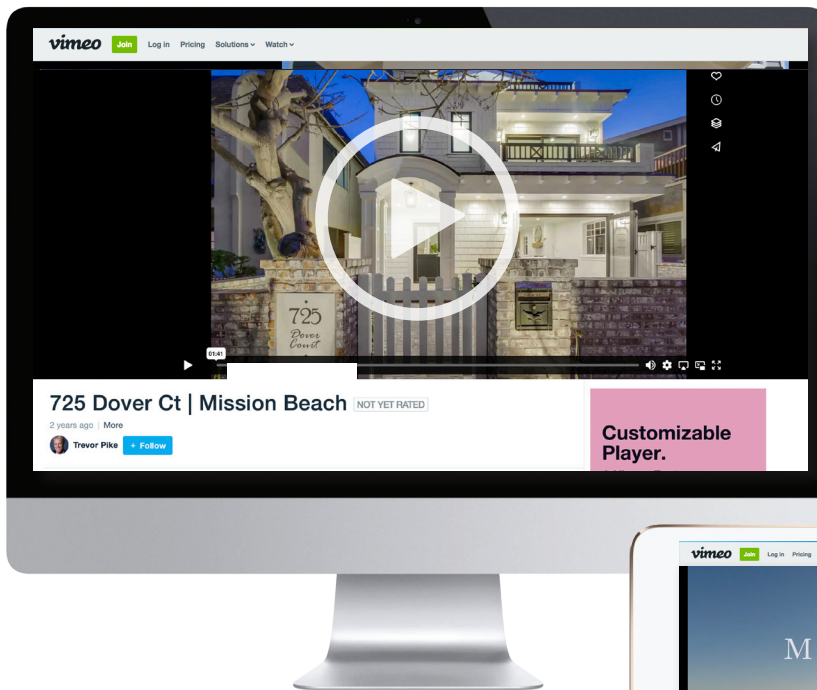 vimeo Join Log in Pricing Solutions Watch
725
Dover
Court
01:41
725 Dover Ct | Mission Beach NOT YET RATED
2 years ago | More
Trevor Pike + Follow
Customizable
Player.
vimeo Join Log in Pricing
M